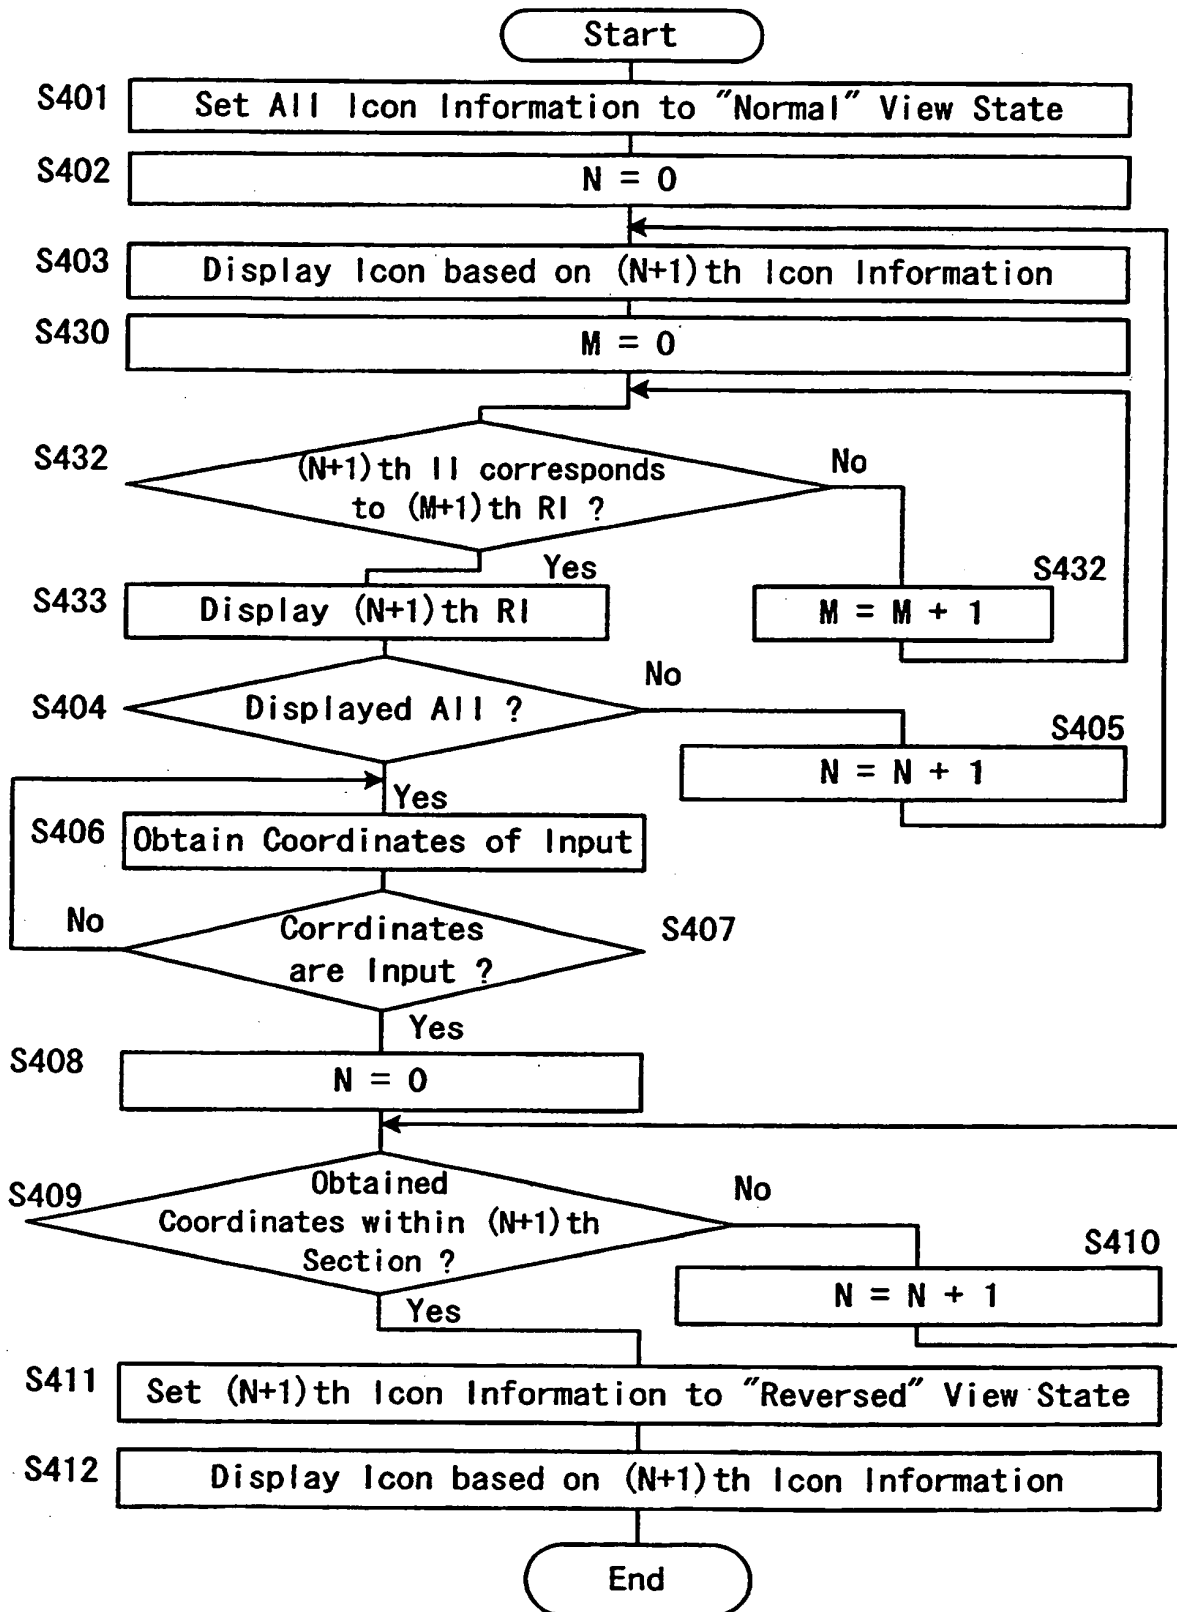 Start
S401
Set All Icon Information to "Normal" View State
S402
N = 0
S403
Display Icon based on (N+1)th Icon Information
S430
M = 0
S432
(N+1)th II corresponds
to (M+1)th RI ?
No
Yes
S432
M = M + 1
S433
Display (N+1)th RI
No
S404
Displayed All ?
S405
N = N + 1
Yes
S406
Obtain Coordinates of Input
No
Corrdinates
are Input ?
S407
Yes
S408
N = 0
S409
Obtained
Coordinates within (N+1)th
Section ?
No
S410
N = N + 1
Yes
S411
Set (N+1)th Icon Information to "Reversed" View State
S412
Display Icon based on (N+1)th Icon Information
End